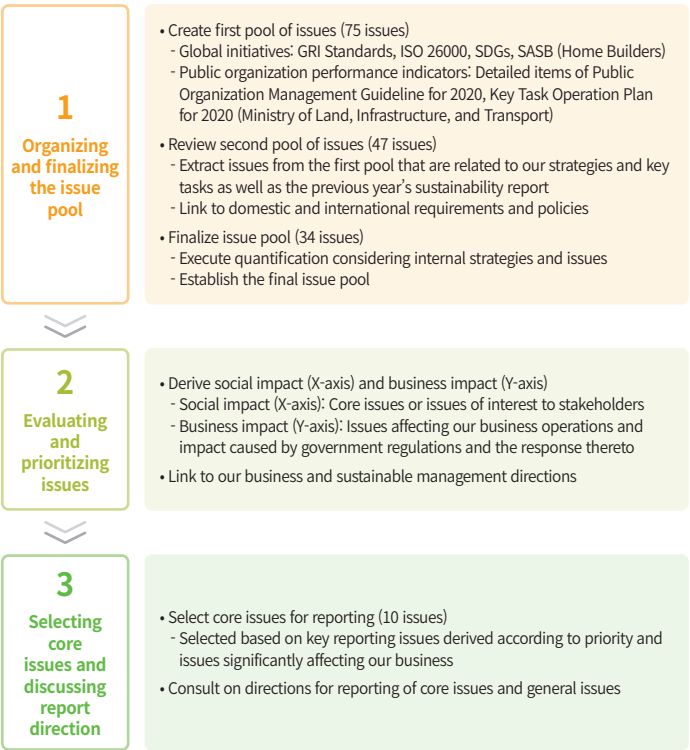 1
Organizing
and finalizing
the issue
pool
• Create first pool of issues (75 issues)
- Global initiatives: GRI Standards, ISO 26000, SDGs, SASB (Home Builders)
- Public organization performance indicators: Detailed items of Public
Organization Management Guideline for 2020, Key Task Operation Plan
for 2020 (Ministry of Land, Infrastructure, and Transport)
• Review second pool of issues (47 issues)
- Extract issues from the first pool that are related to our strategies and key
tasks as well as the previous year's sustainability report
- Link to domestic and international requirements and policies
• Finalize issue pool (34 issues)
- Execute quantification considering internal strategies and issues
- Establish the final issue pool
2
Evaluating
and
prioritizing
issues
• Derive social impact (X-axis) and business impact (Y-axis)
- Social impact (X-axis): Core issues or issues of interest to stakeholders
- Business impact (Y-axis): Issues affecting our business operations and
impact caused by government regulations and the response thereto
• Link to our business and sustainable management directions
3
Selecting
core
issues and
discussing
report
direction
• Select core issues for reporting (10 issues)
- Selected based on key reporting issues derived according to priority and
issues significantly affecting our business
• Consult on directions for reporting of core issues and general issues